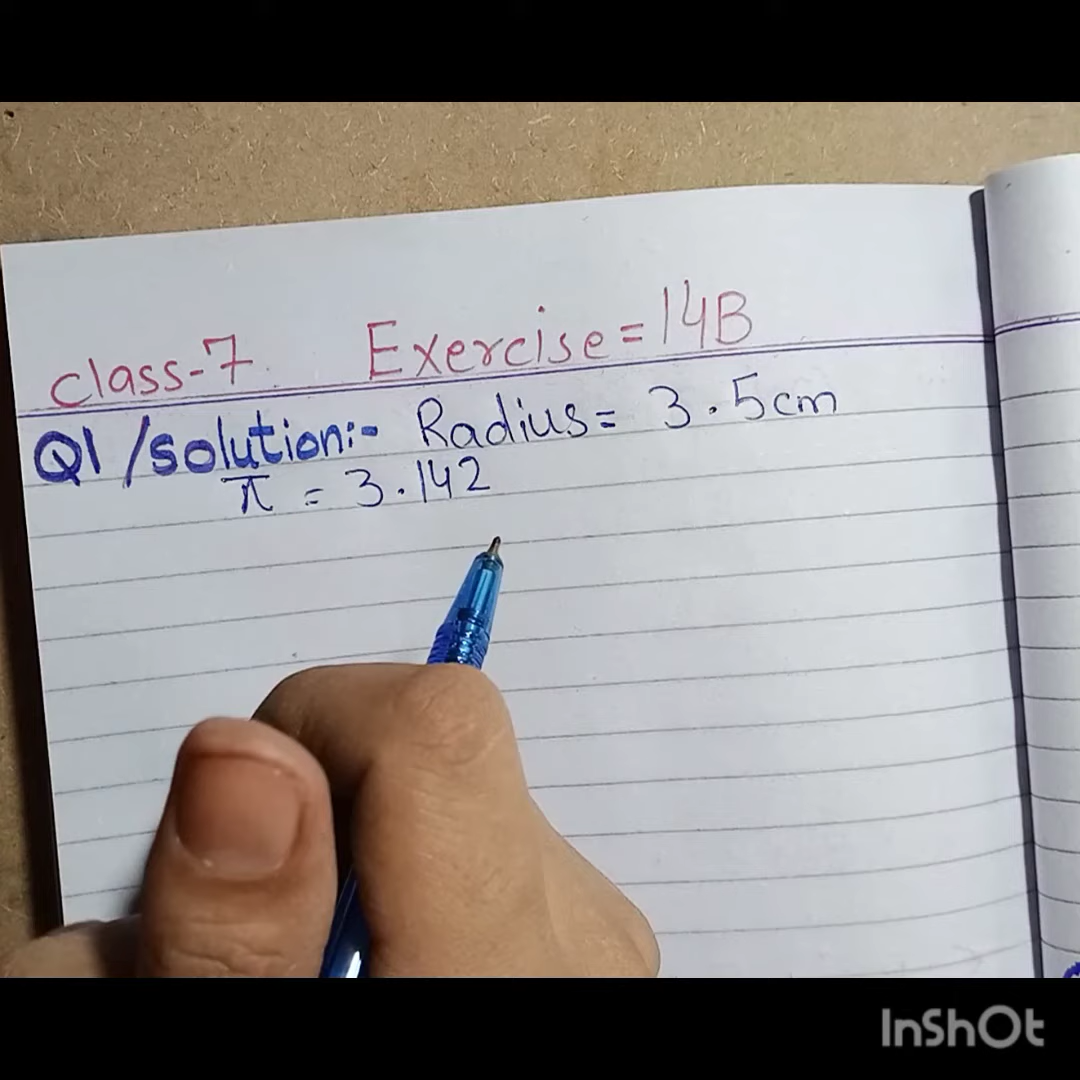 class-7 Exercise = 14B
Q1/solution:- Radius = 3.5cm
π = 3.142
InShOt